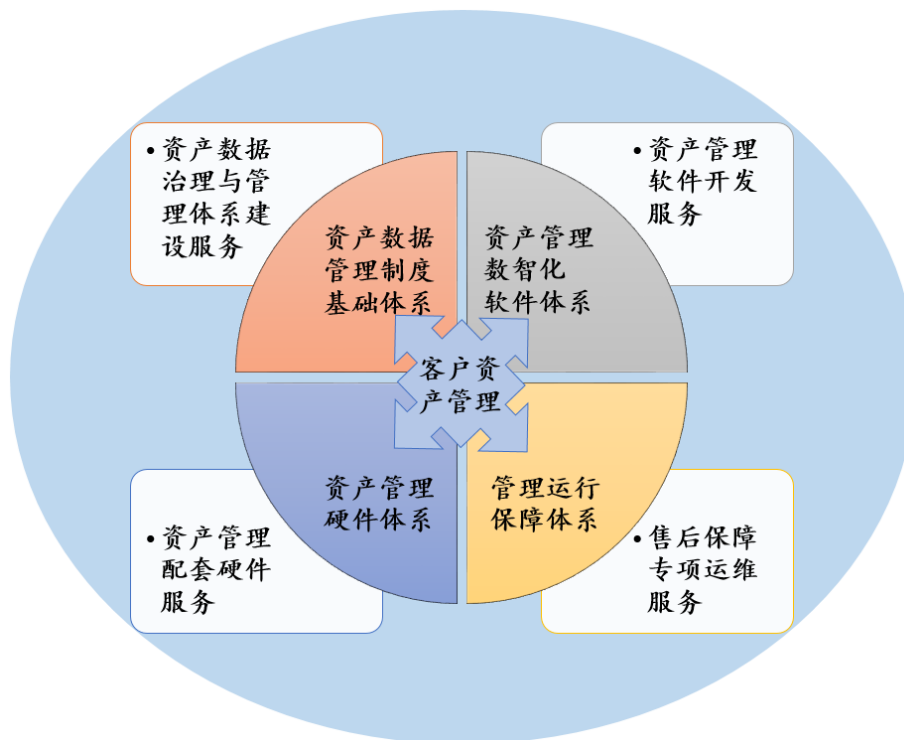 •资产数据
治理与管
理体系建
设服务
•资产管理
软件开发
服务
资产数据
管理制度
基础体系
资产管理
数智化
软件体系
客户资
产管理
资产管理
硬件体系
管理运行
保障体系
•资产管理
配套硬件
服务
•售后保障
专项运维
服务